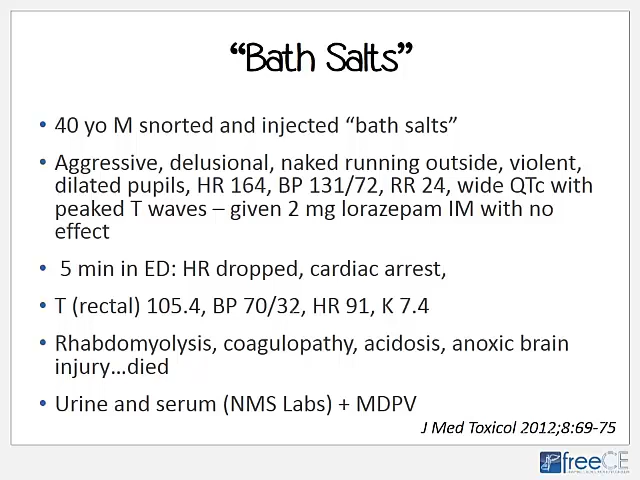 “Bath Salts”
• 40 yo M snorted and injected “bath salts”
• Aggressive, delusional, naked running outside, violent,
dilated pupils, HR 164, BP 131/72, RR 24, wide QTc with
peaked T waves – given 2 mg lorazepam IM with no
effect
• 5 min in ED: HR dropped, cardiac arrest,
• T (rectal) 105.4, BP 70/32, HR 91, K 7.4
• Rhabdomyolysis, coagulopathy, acidosis, anoxic brain
injury…died
• Urine and serum (NMS Labs) + MDPV
J Med Toxicol 2012;8:69-75
freeCE